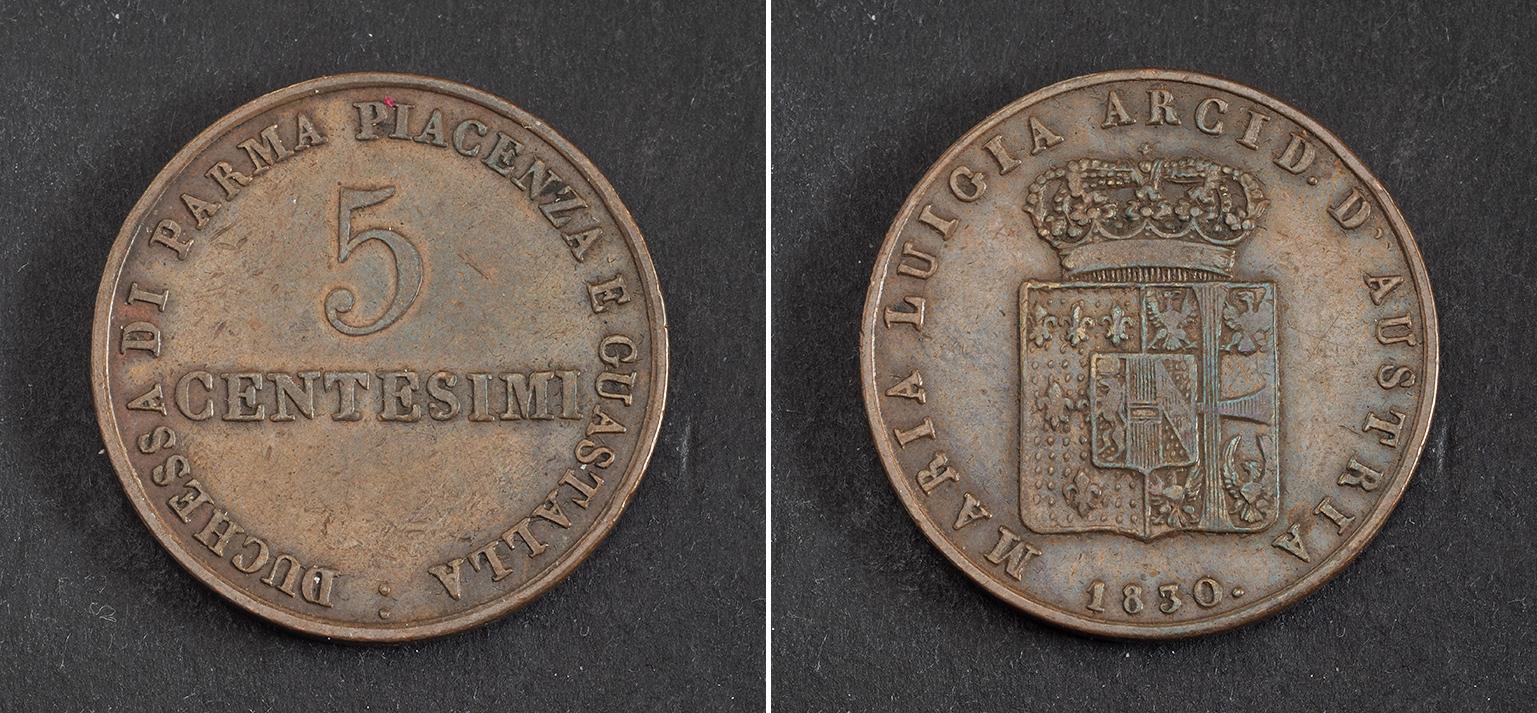 DUCHESSA DI PARMA PIACENZA E GUASTALLA :
5
CENTESIMI
MARIA LUIGIA ARCID. D'AUSTRIA
1830.